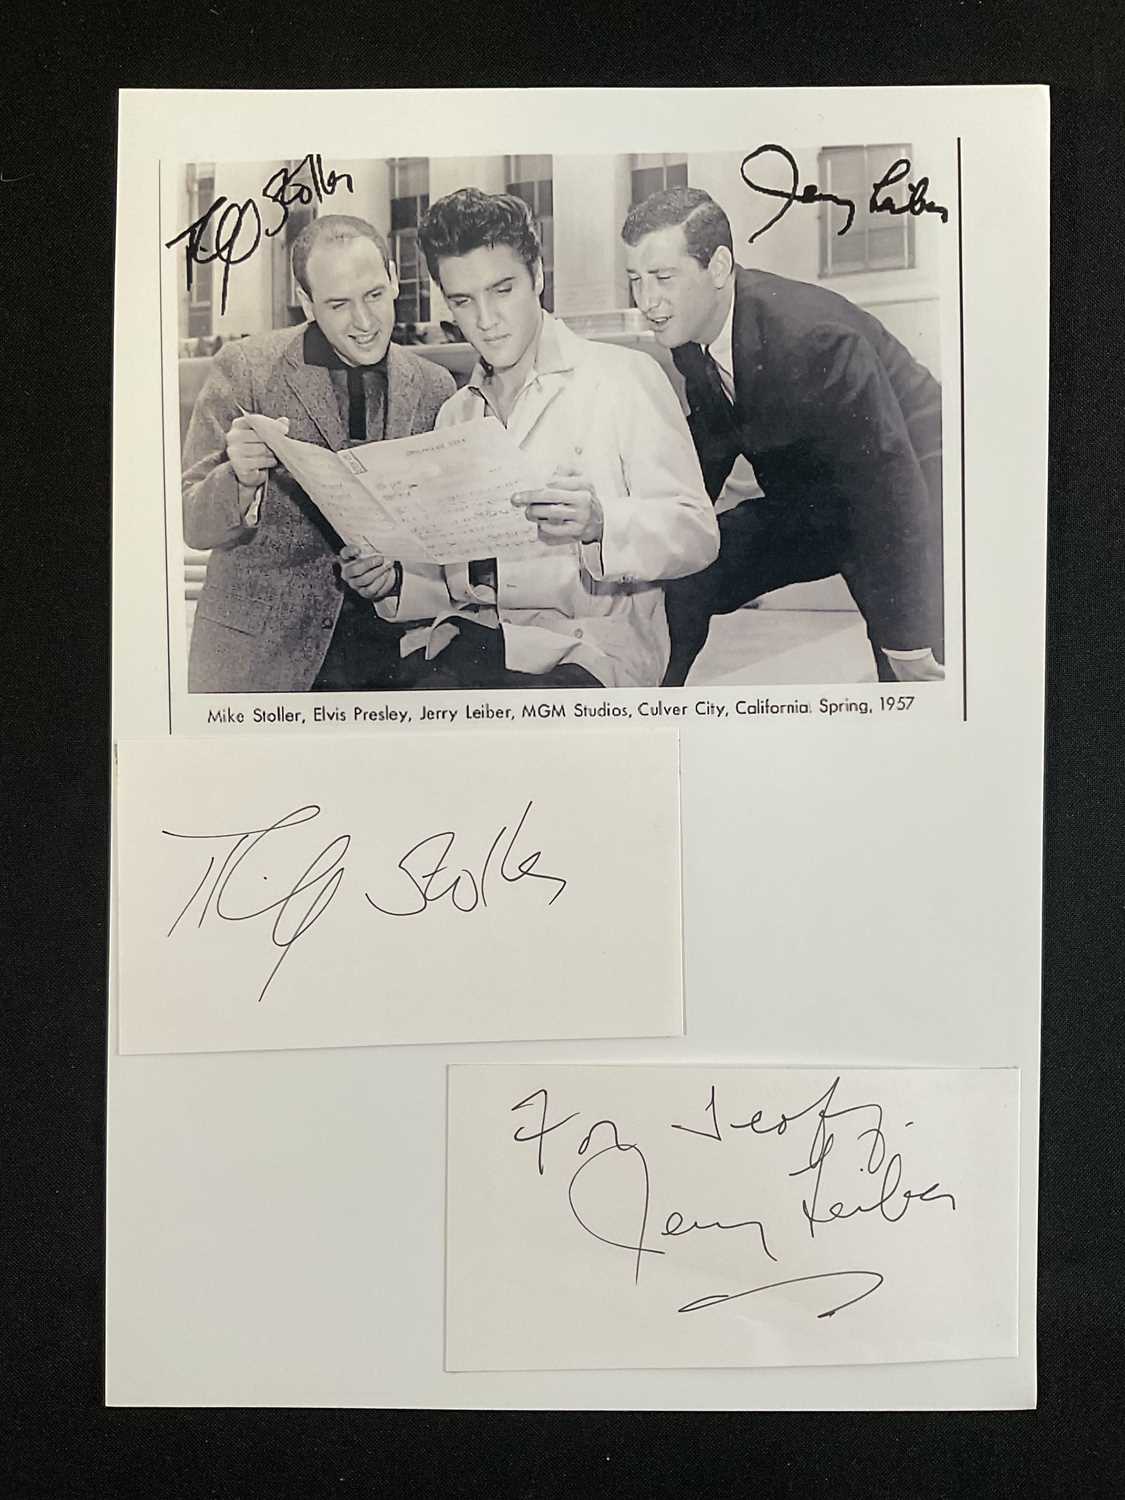 Mike Stoller
Jerry Leiber
Mike Stoller, Elvis Presley, Jerry Leiber, MGM Studios, Culver City, California. Spring, 1957
Mike Stoller
For Geoff.
Jerry Leiber